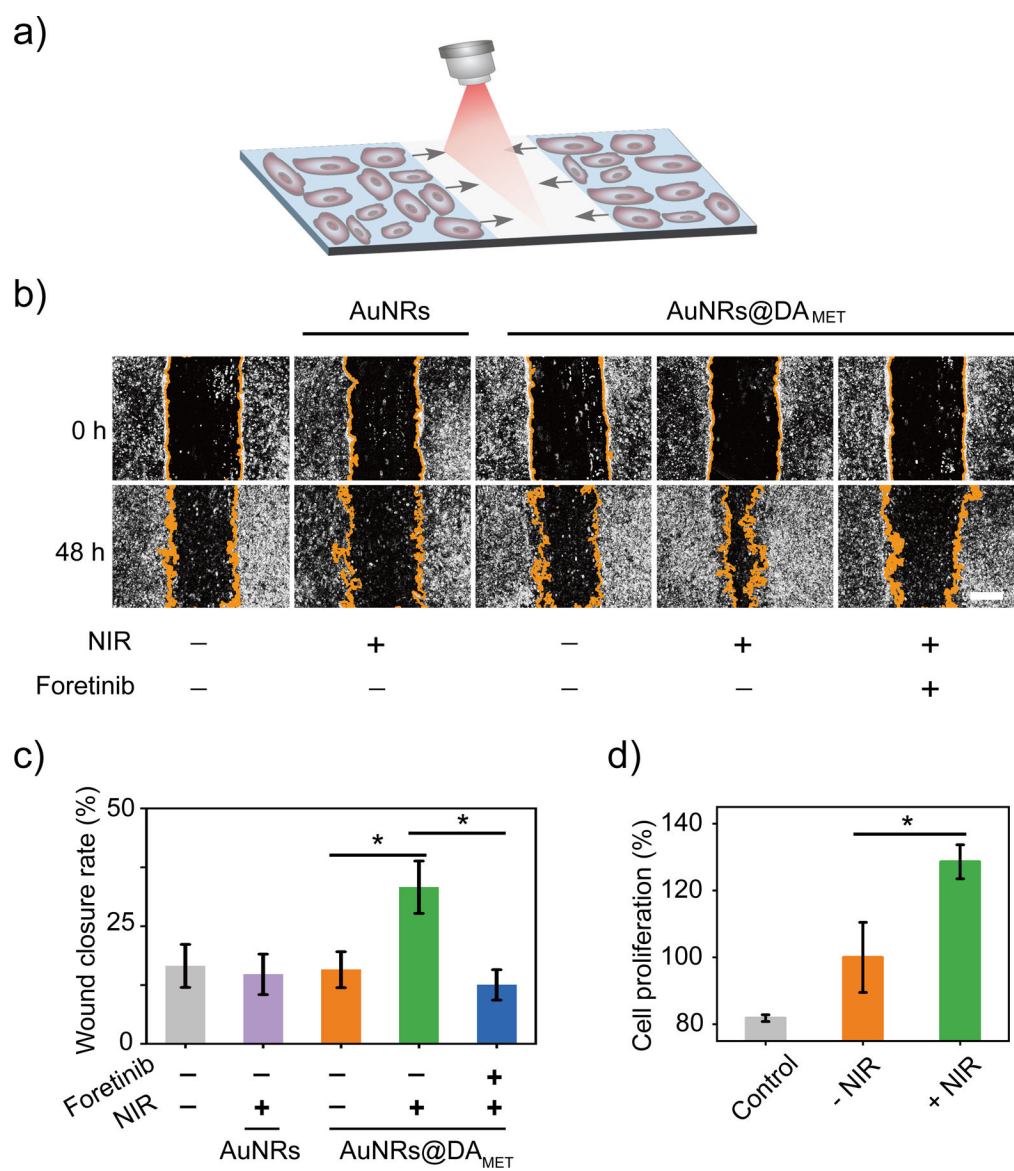 a)
b)
AuNRs AuNRs@DAMET
0 h
48 h
NIR – + – + +
Foretinib – – – – +
c)
Wound closure rate (%)
50
25
0
Foretinib – – – – +
NIR – + – + +
AuNRs AuNRs@DAMET
* *
d)
Cell proliferation (%)
140
120
100
80
*
Control - NIR + NIR